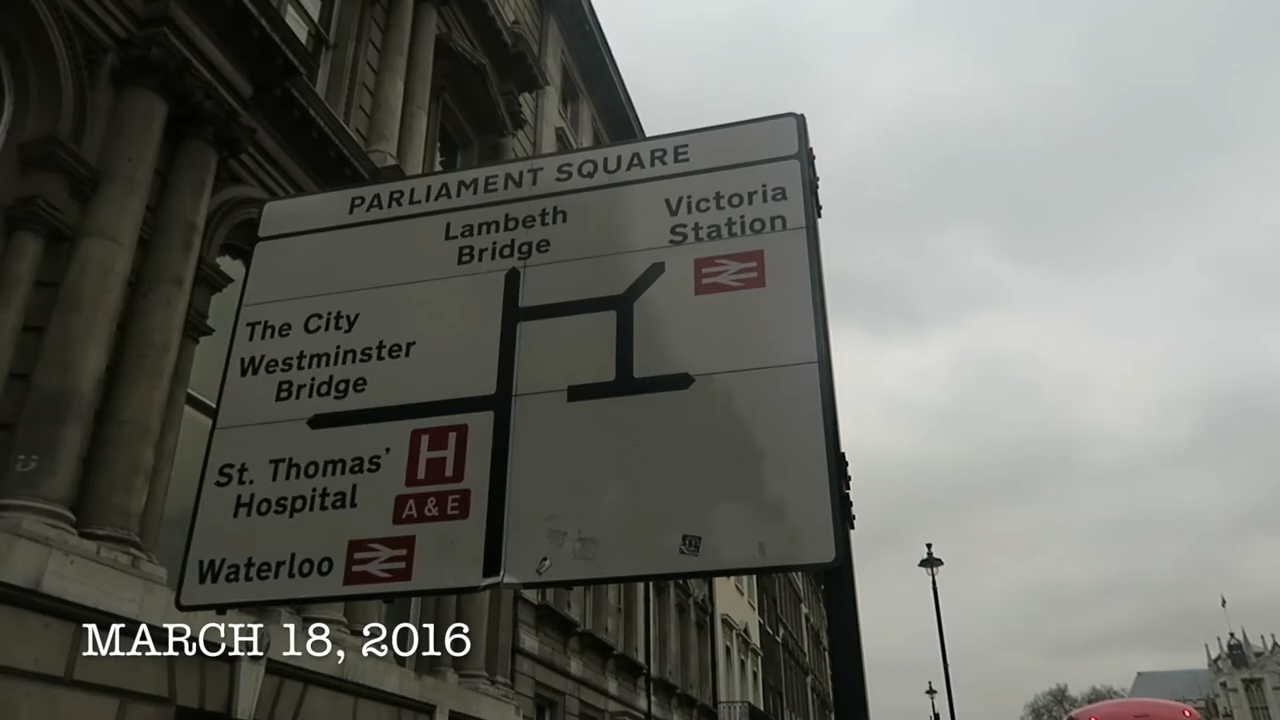 PARLIAMENT SQUARE
Lambeth
Bridge
Victoria
Station
The City
Westminster
Bridge
St. Thomas'
Hospital
H
A & E
Waterloo
MARCH 18, 2016